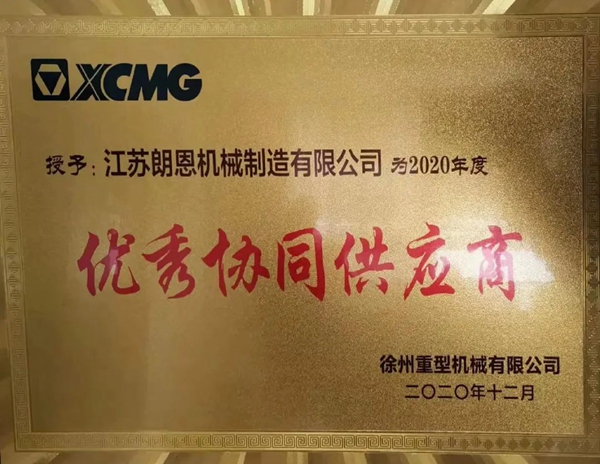 XCMG
授予：江苏朗恩机械制造有限公司 为2020年度
优秀协同供应商
徐州重型机械有限公司
二〇二〇年十二月